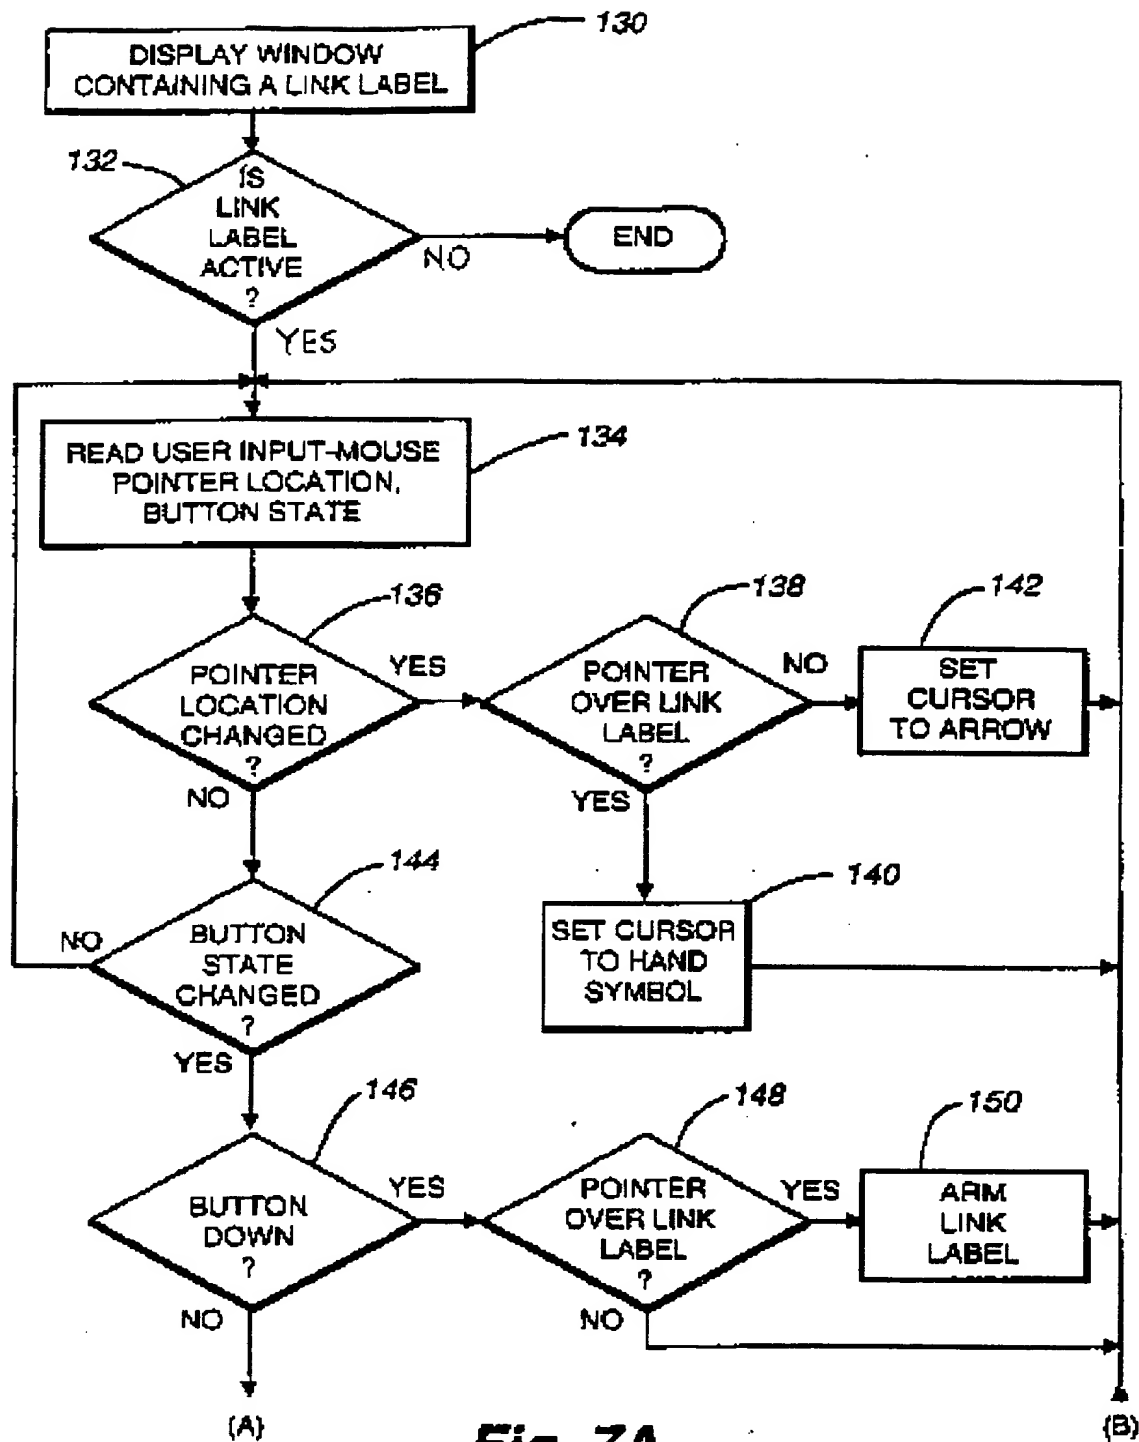 130
DISPLAY WINDOW
CONTAINING A LINK LABEL
132
IS
LINK
LABEL
ACTIVE
?
NO
END
YES
134
READ USER INPUT-MOUSE
POINTER LOCATION,
BUTTON STATE
136
POINTER
LOCATION
CHANGED
?
YES
NO
138
POINTER
OVER LINK
LABEL
?
NO
YES
142
SET
CURSOR
TO ARROW
140
SET CURSOR
TO HAND
SYMBOL
144
BUTTON
STATE
CHANGED
?
NO
YES
146
BUTTON
DOWN
?
YES
NO
148
POINTER
OVER LINK
LABEL
?
YES
NO
150
ARM
LINK
LABEL
(A)
(B)
Fig. 7A